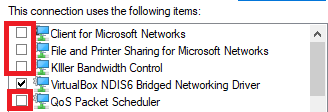 This connection uses the following items:
Client for Microsoft Networks
File and Printer Sharing for Microsoft Networks
Killer Bandwidth Control
VirtualBox NDIS6 Bridged Networking Driver
QoS Packet Scheduler